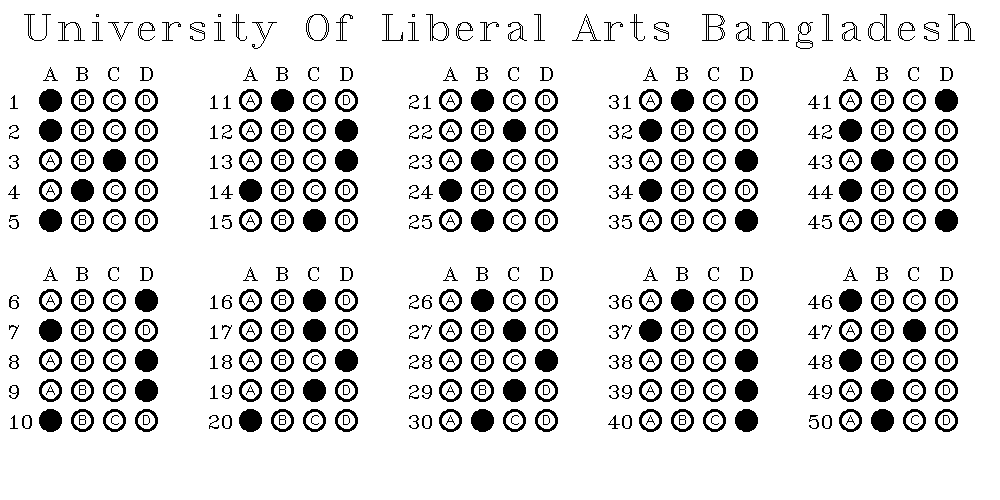 University Of Liberal Arts Bangladesh
A B C D A B C D A B C D A B C D A B C D
1 B C D 11 A C D 21 A C D 31 A C D 41 A B C
2 B C D 12 A B C 22 A B D 32 B C D 42 B C D
3 A B D 13 A B C 23 A C D 33 A B C 43 A C D
4 A C D 14 B C D 24 B C D 34 B C D 44 B C D
5 B C D 15 A B D 25 A C D 35 A B C 45 A B C
A B C D A B C D A B C D A B C D A B C D
6 A B C 16 A B D 26 A C D 36 A C D 46 B C D
7 B C D 17 A B D 27 A B D 37 B C D 47 A B D
8 A B C 18 A B C 28 A B C 38 A B C 48 B C D
9 A B C 19 A B D 29 A B D 39 A B C 49 A C D
10 B C D 20 B C D 30 A C D 40 A B C 50 A C D